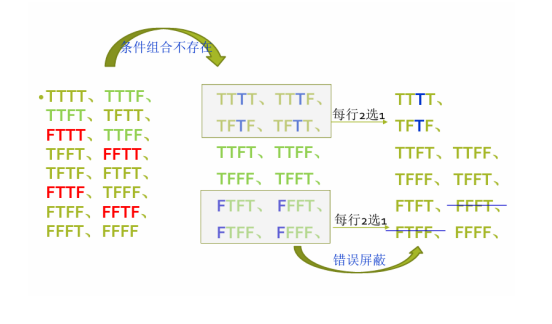 条件组合不存在
•TTTT、TTTF、
TTFT、TFTT、
FTTT、TTFF、
TFFT、FFTT、
TFTF、FTFT、
FTTF、TFFF、
FTFF、FFTF、
FFFT、FFFF
TTTT、TTTF、
TFTF、TFTT、
TTFT、TTFF、
TFFF、TFFT、
FTFT、FFFT、
FTFF、FFFF、
每行2选1
每行2选1
TTTT、
TFTF、
TTFT、TTFF、
TFFF、TFFT、
FTFT、FFFT、
FTFF、FFFF、
错误屏蔽